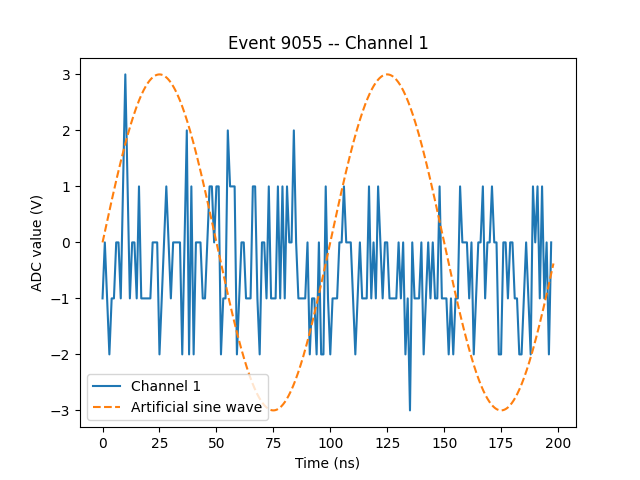 Event 9055 -- Channel 1
ADC value (V)
3
2
1
0
−1
−2
−3
Channel 1
Artificial sine wave
0 25 50 75 100 125 150 175 200
Time (ns)